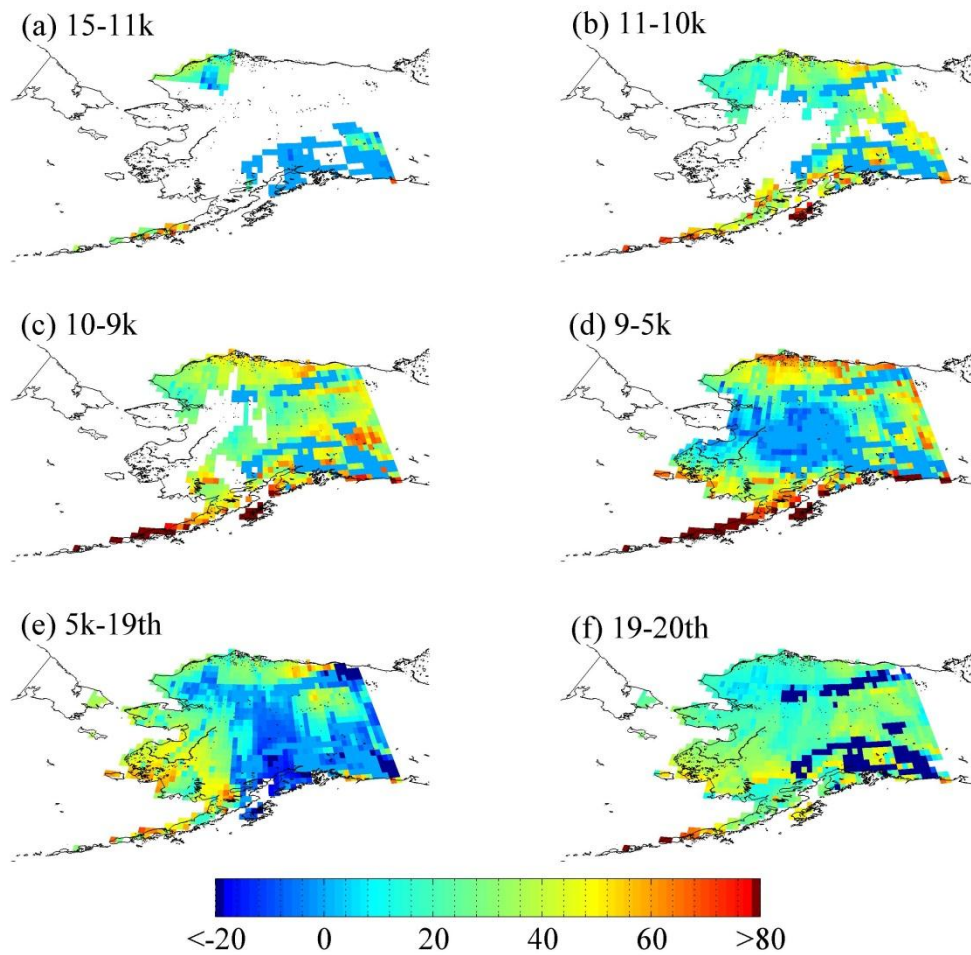 (a) 15-11k
(b) 11-10k
(c) 10-9k
(d) 9-5k
(e) 5k-19th
(f) 19-20th
<-20 0 20 40 60 >80